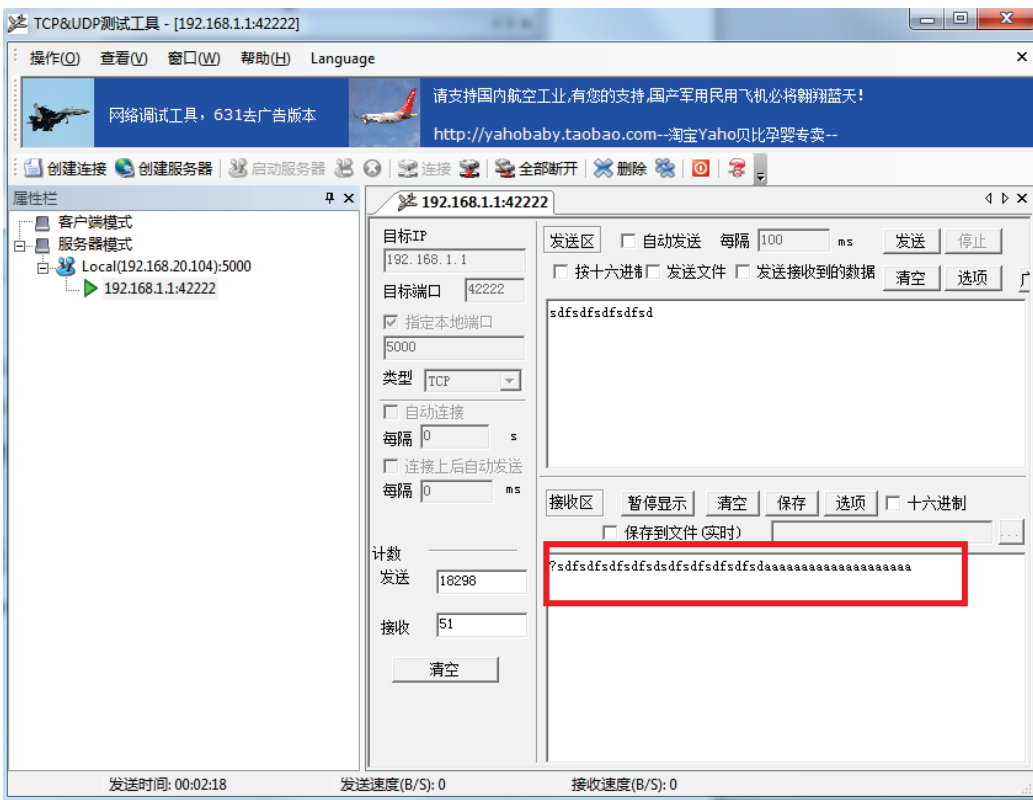 TCP&UDP测试工具 - [192.168.1.1:42222]
操作(O) 查看(V) 窗口(W) 帮助(H) Language
网络调试工具，631去广告版本
请支持国内航空工业,有您的支持,国产军用民用飞机必将翱翔蓝天!
http://yahobaby.taobao.com--淘宝Yaho贝比孕婴专卖--
创建连接 创建服务器 启动服务器 连接 全部断开 删除
属性栏
客户端模式
服务器模式
Local(192.168.20.104):5000
192.168.1.1:42222
192.168.1.1:42222
目标IP
192.168.1.1
目标端口 42222
指定本地端口
5000
类型 TCP
自动连接
每隔 0 s
连接上后自动发送
每隔 0 ms
计数
发送 18298
接收 51
清空
发送区 自动发送 每隔 100 ms 发送 停止
按十六进制 发送文件 发送接收到的数据 清空 选项
sdfsdfsdfsdfsd
接收区 暂停显示 清空 保存 选项 十六进制
保存到文件(实时) ...
?sdfsdfsdfsdfsdsdfsdfsdfsdfsdaaaaaaaaaaaaaaaaaaaa
发送时间: 00:02:18 发送速度(B/S): 0 接收速度(B/S): 0